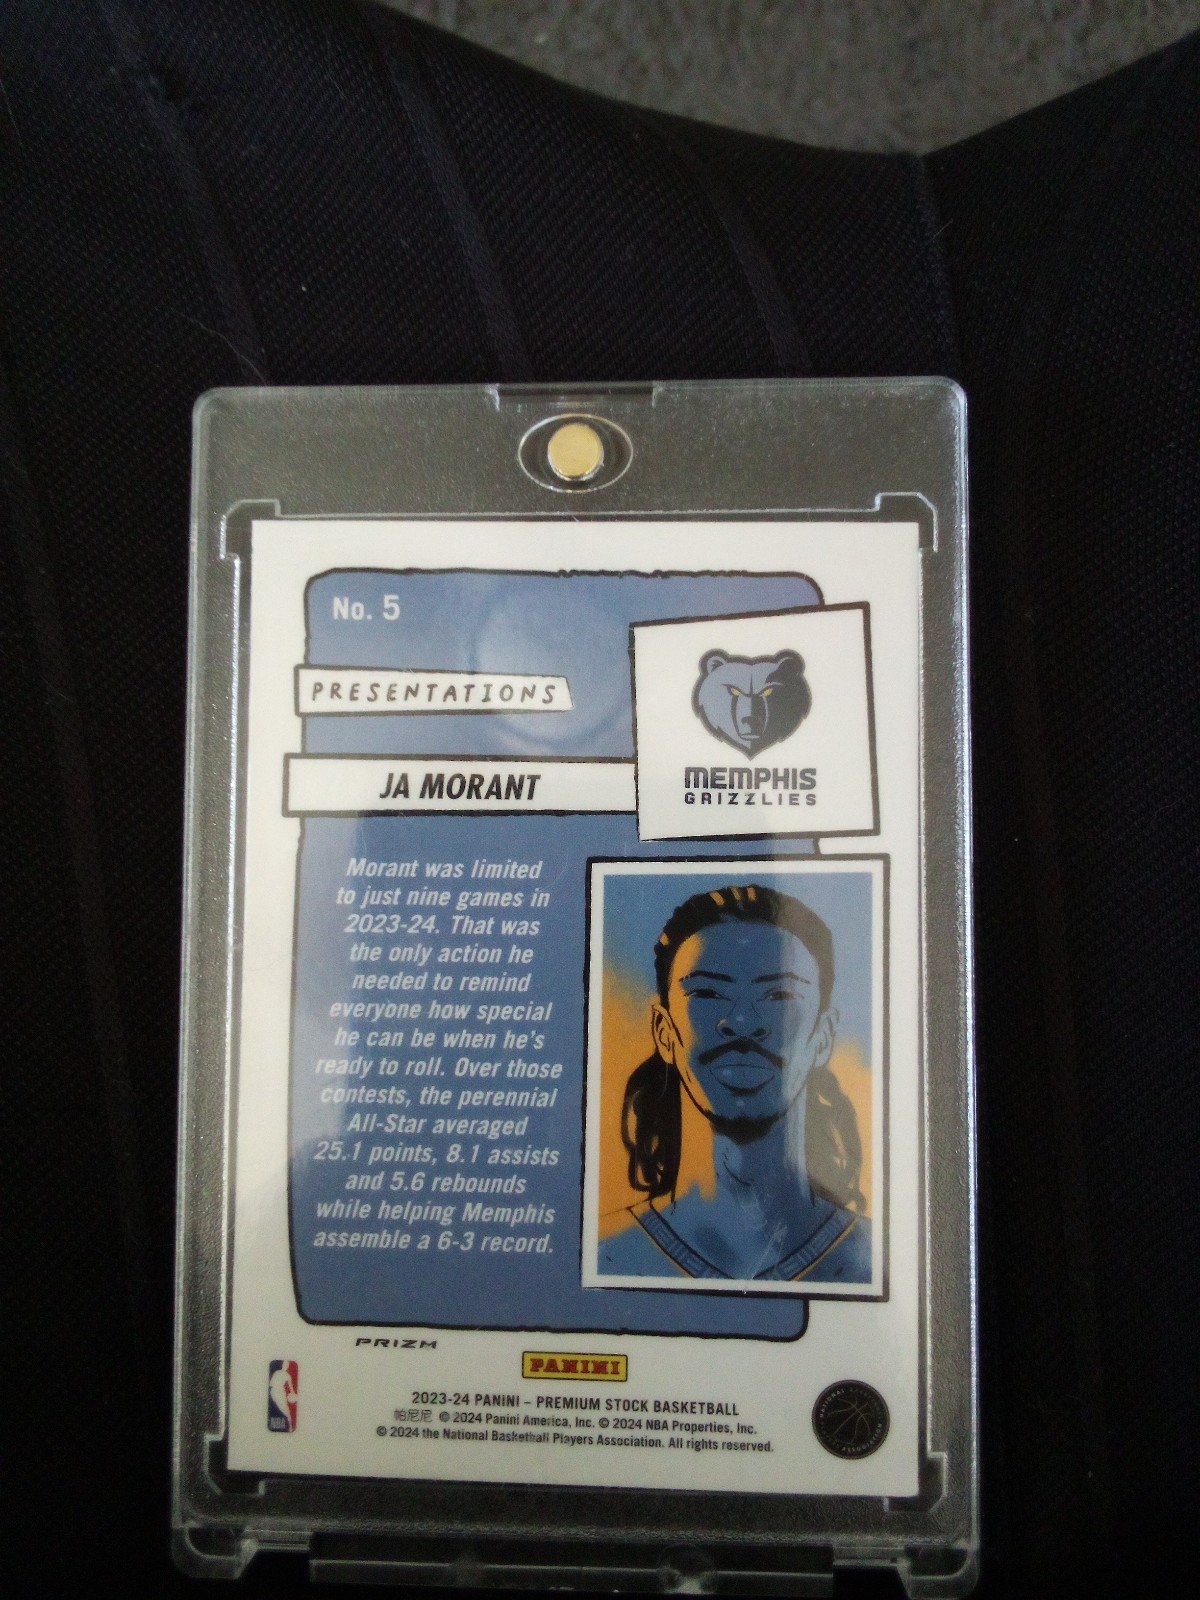 No. 5
PRESENTATIONS
JA MORANT
MEMPHIS
GRIZZLIES
Morant was limited
to just nine games in
2023-24. That was
the only action he
needed to remind
everyone how special
he can be when he's
ready to roll. Over those
contests, the perennial
All-Star averaged
25.1 points, 8.1 assists
and 5.6 rebounds
while helping Memphis
assemble a 6-3 record.
PRIZM
PANINI
NBA
2023-24 PANINI – PREMIUM STOCK BASKETBALL
帕尼尼 © 2024 Panini America, Inc. © 2024 NBA Properties, Inc.
© 2024 the National Basketball Players Association. All rights reserved.